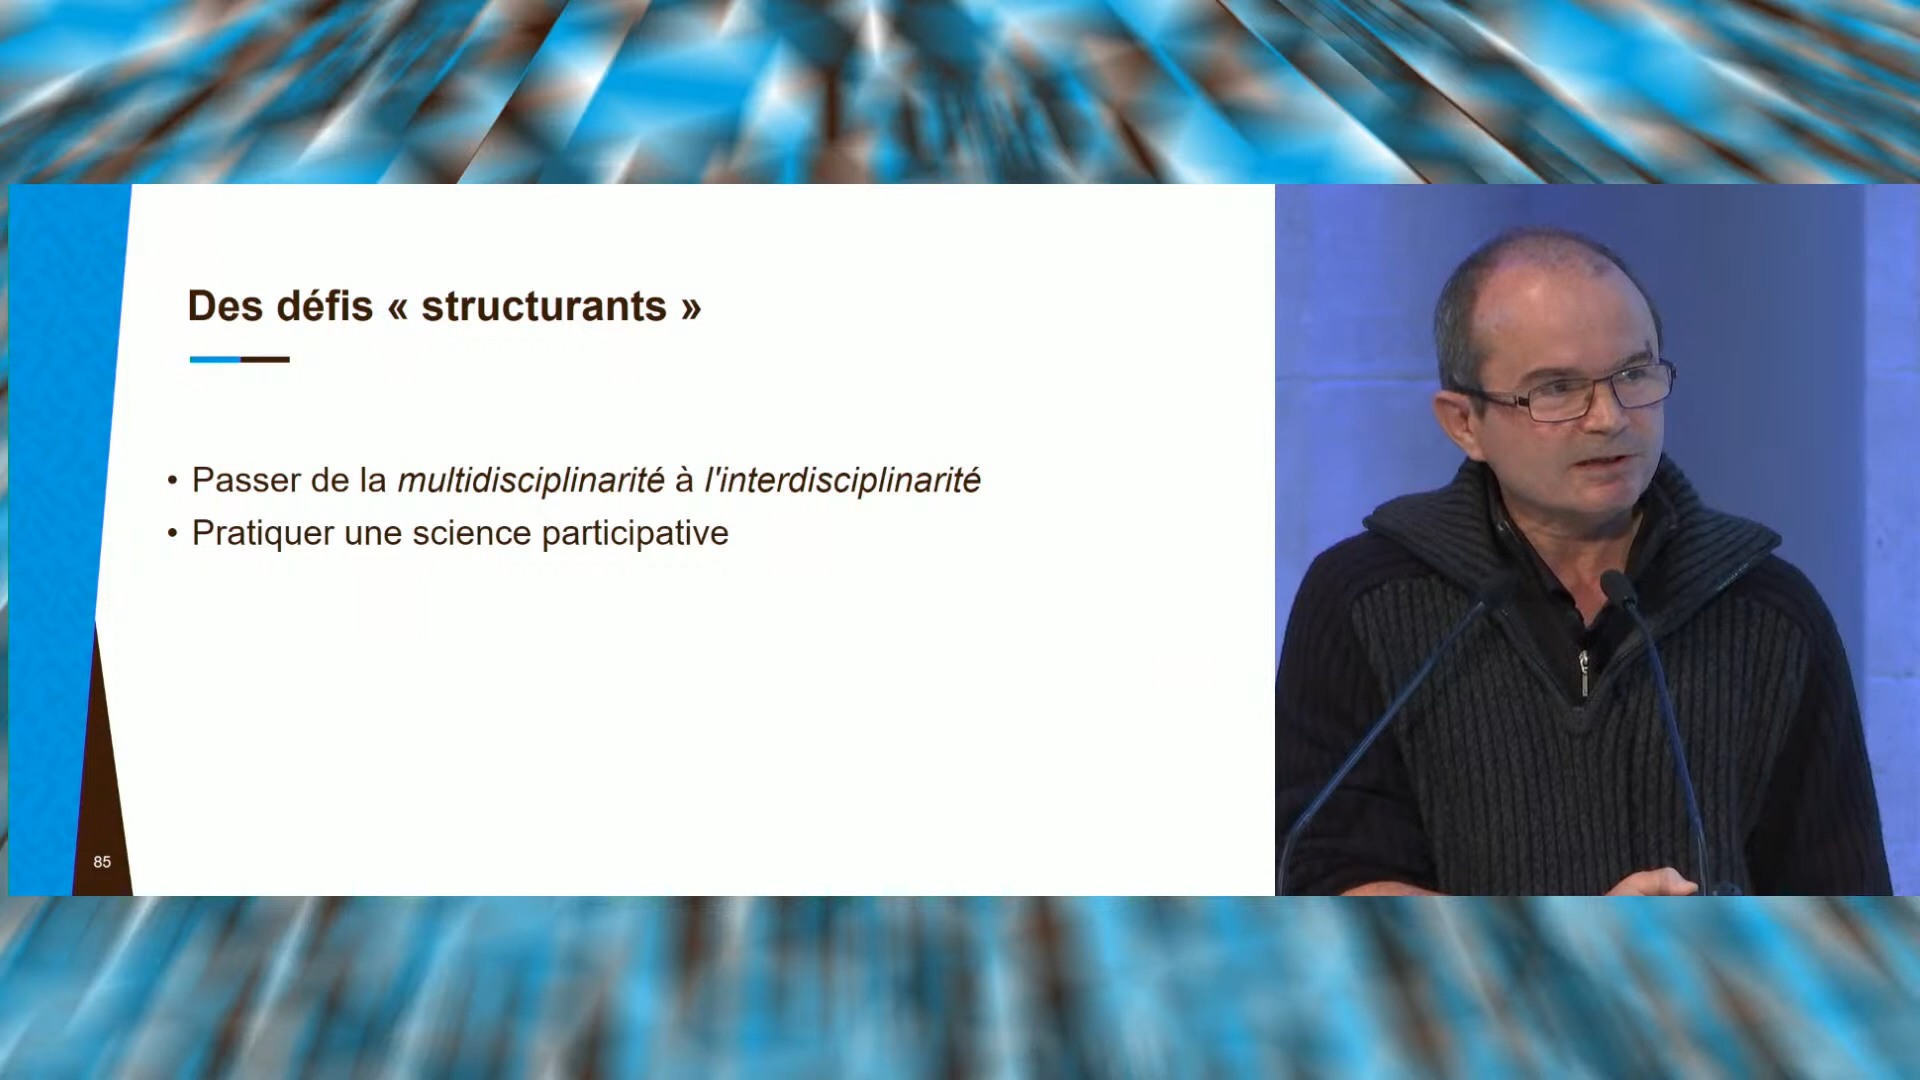 Des défis « structurants »
• Passer de la multidisciplinarité à l'interdisciplinarité
• Pratiquer une science participative
85